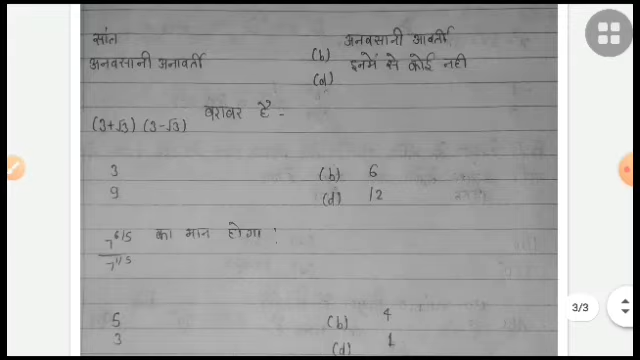 सांत (b) अनवसानी आवर्ती
अनवसानी अनावर्ती (d) इनमें से कोई नही
(3+√3) (3-√3) बराबर है -
3 (b) 6
9 (d) 12
7^6/5 / 7^1/5 का मान होगा :
5 (b) 4
3 (d) 1
3/3